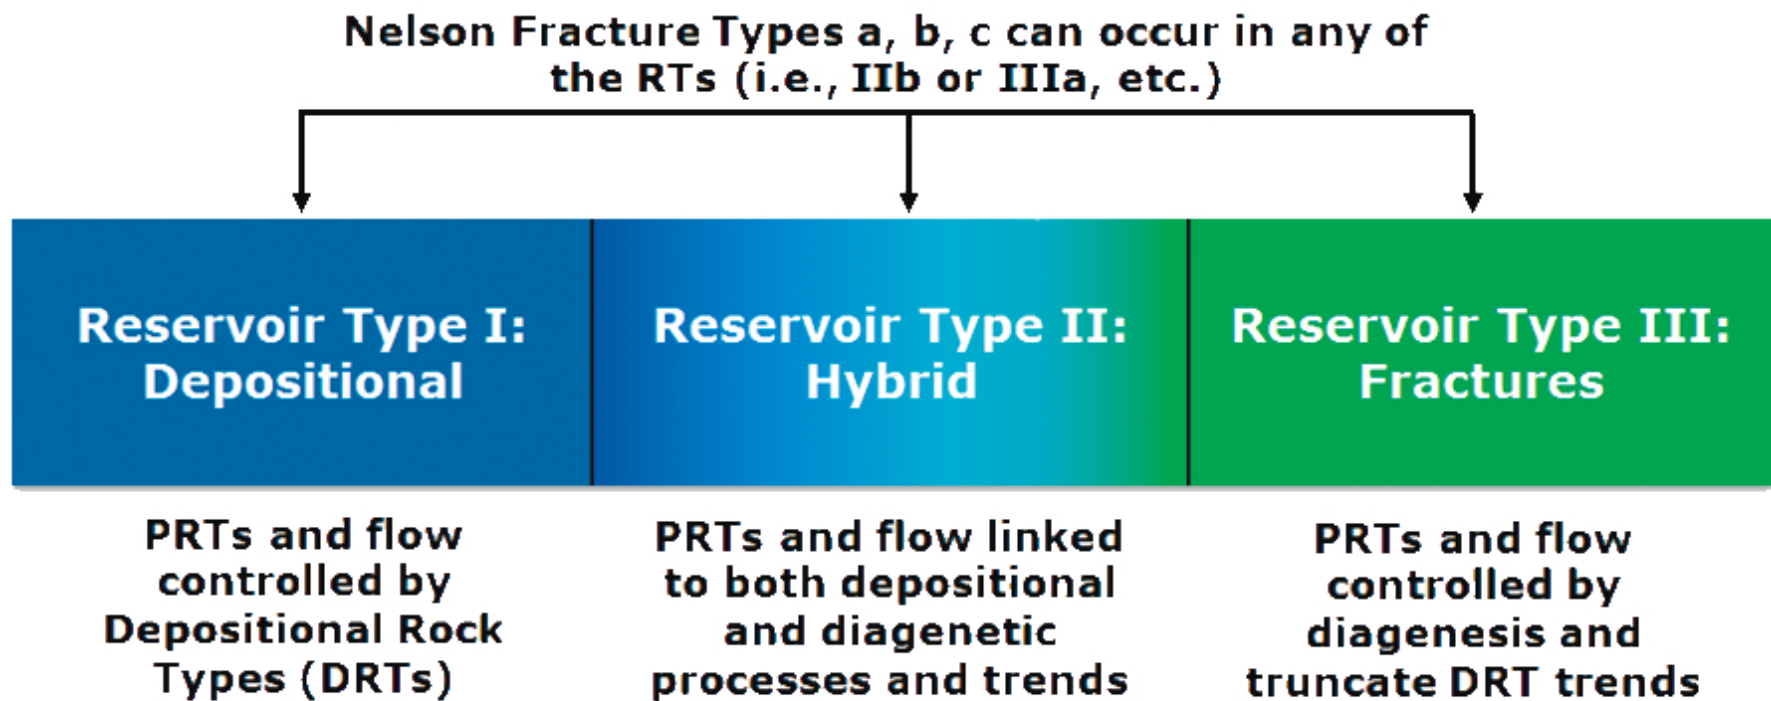 Nelson Fracture Types a, b, c can occur in any of
the RTs (i.e., IIb or IIIa, etc.)
Reservoir Type I:
Depositional
Reservoir Type II:
Hybrid
Reservoir Type III:
Fractures
PRTs and flow
controlled by
Depositional Rock
Types (DRTs)
PRTs and flow linked
to both depositional
and diagenetic
processes and trends
PRTs and flow
controlled by
diagenesis and
truncate DRT trends